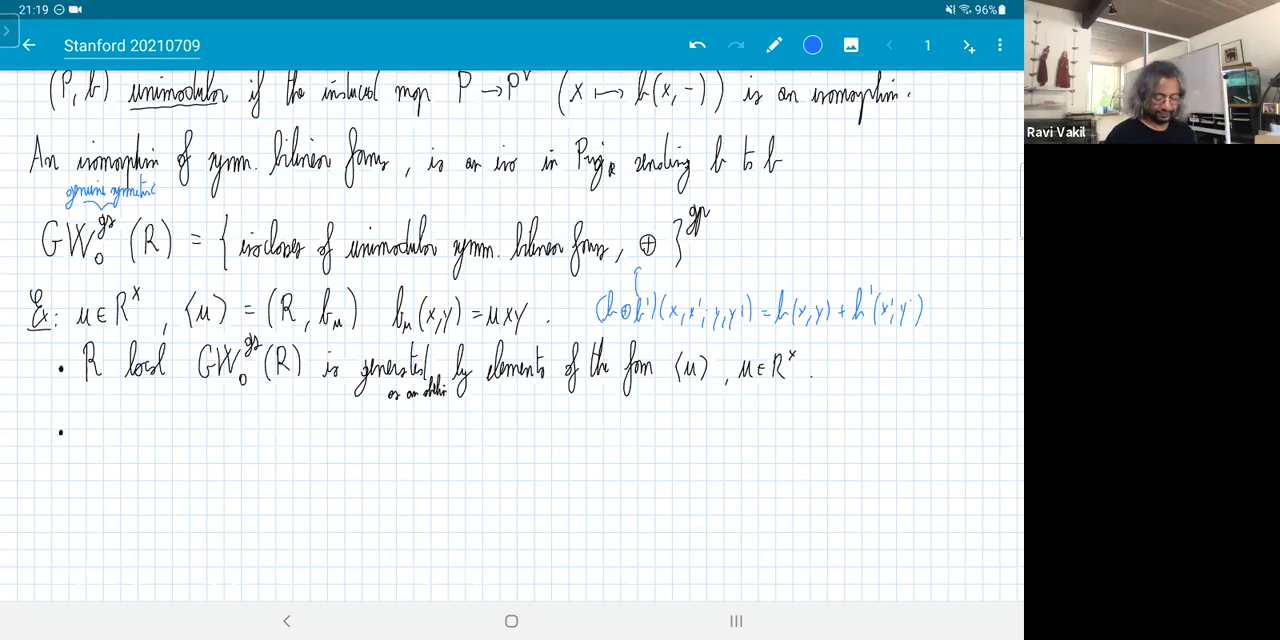 21:19 96%
Stanford 20210709 1
(P, b) unimodular if the induced map P → P^∨ (x ↦ b(x, -)) is an isomorphism.
An isomorphism of symm. bilinear forms, is an iso in Proj_R sending b to b
genuine symmetric
GW_0^{gs} (R) = { isoclasses of unimodular symm. bilinear forms, ⊕ }^{gp}
Ex: u ∈ R^×, ⟨u⟩ = (R, b_u) b_u(x,y) = uxy. (b⊕b')(x,x'; y,y') = b(x,y) + b'(x',y')
• R local GW_0^{gs}(R) is generated by elements of the form ⟨u⟩, u ∈ R^×.
as an
•
Ravi Vakil